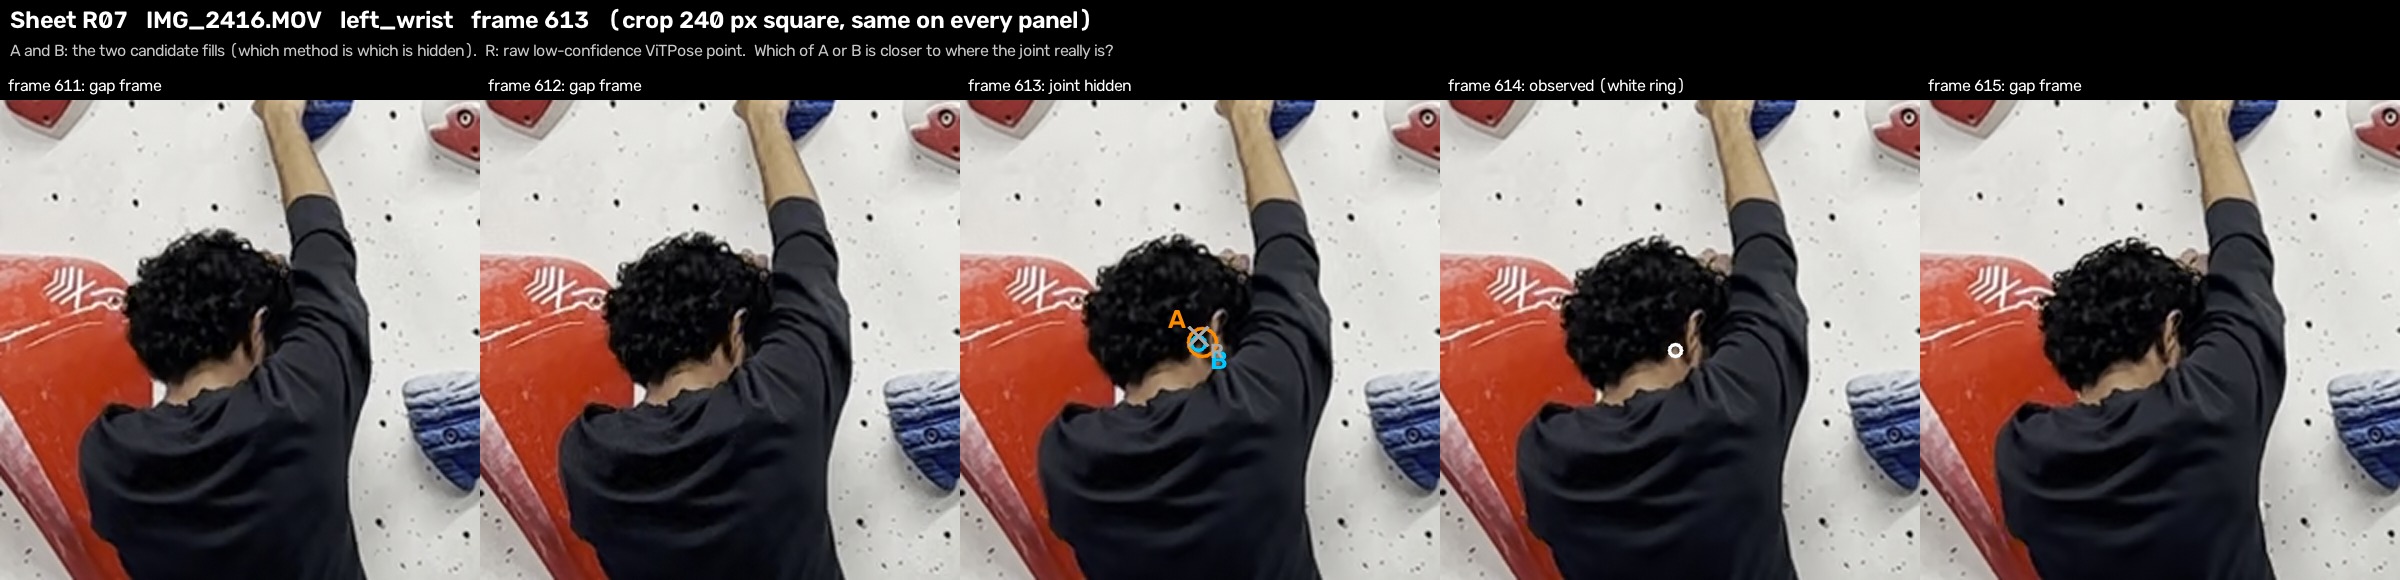 Sheet R07 IMG_2416.MOV left_wrist frame 613 (crop 240 px square, same on every panel)
A and B: the two candidate fills (which method is which is hidden). R: raw low-confidence ViTPose point. Which of A or B is closer to where the joint really is?
frame 611: gap frame
frame 612: gap frame
frame 613: joint hidden
frame 614: observed (white ring)
frame 615: gap frame
A
B